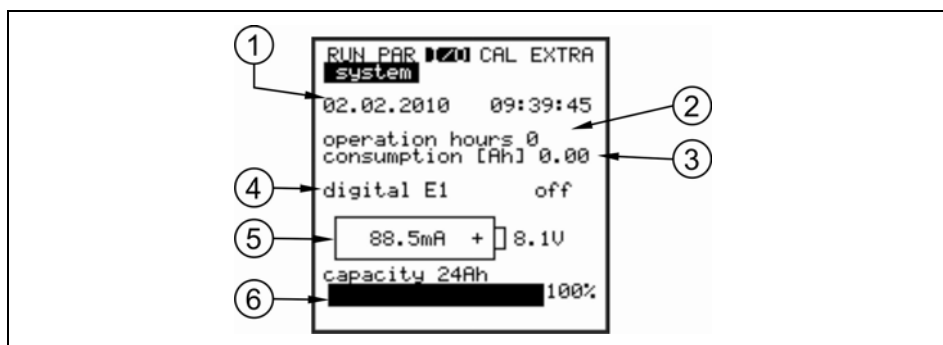 1
RUN PAR I/O CAL EXTRA
system
02.02.2010 09:39:45
2
operation hours 0
consumption [Ah] 0.00
3
4
digital E1 off
5
88.5mA + 8.1V
capacity 24Ah
6
100%